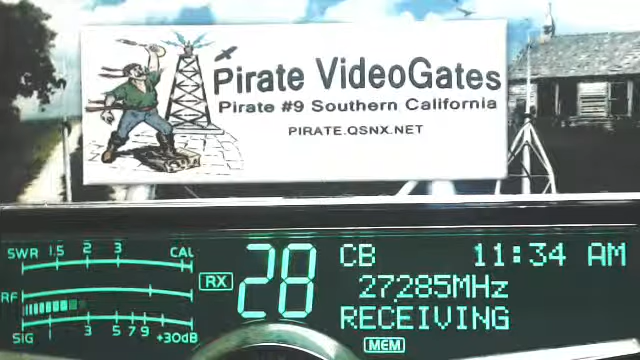 Pirate VideoGates
Pirate #9 Southern California
PIRATE.QSNX.NET
SWR 1.5 2 3 CAL
RX 28 CB 11:34 AM
RF 27.285MHz
RECEIVING
SIG 1 3 5 7 9 +30dB
MEM